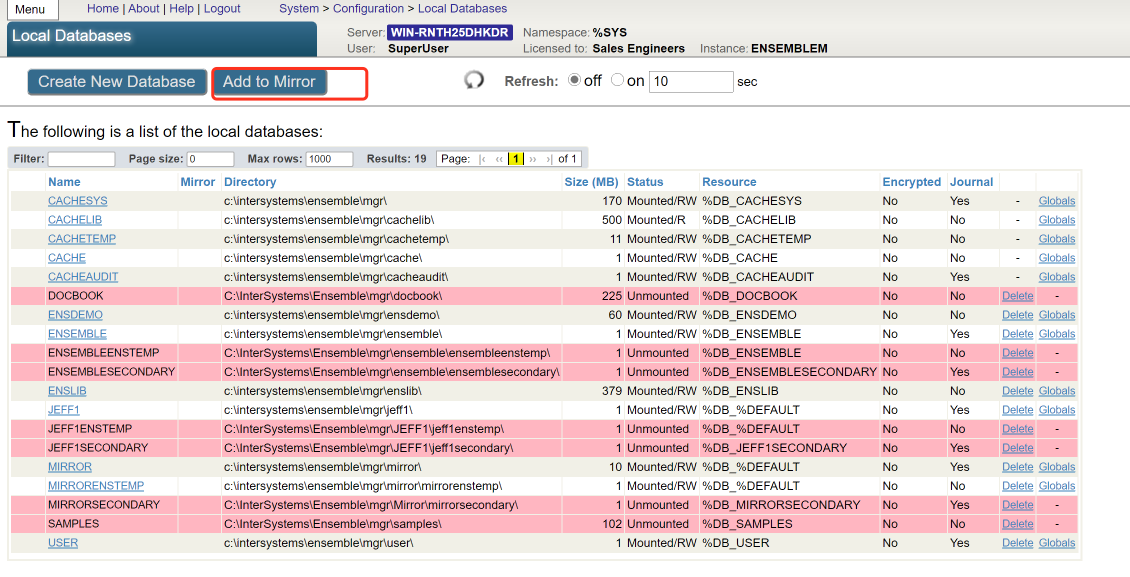 Menu
Home | About | Help | Logout
System > Configuration > Local Databases
Local Databases
Server: WIN-RNTH25DHKDR Namespace: %SYS
User: SuperUser Licensed to: Sales Engineers Instance: ENSEMBLEM
Create New Database Add to Mirror Refresh: off on 10 sec
The following is a list of the local databases:
Filter: Page size: 0 Max rows: 1000 Results: 19 Page: |‹ ‹‹ 1 ›› ›| of 1
Name Mirror Directory Size (MB) Status Resource Encrypted Journal
CACHESYS c:\intersystems\ensemble\mgr\ 170 Mounted/RW %DB_CACHESYS No Yes - Globals
CACHELIB c:\intersystems\ensemble\mgr\cachelib\ 500 Mounted/R %DB_CACHELIB No No - Globals
CACHETEMP c:\intersystems\ensemble\mgr\cachetemp\ 11 Mounted/RW %DB_CACHETEMP No No - Globals
CACHE c:\intersystems\ensemble\mgr\cache\ 1 Mounted/RW %DB_CACHE No No - Globals
CACHEAUDIT c:\intersystems\ensemble\mgr\cacheaudit\ 1 Mounted/RW %DB_CACHEAUDIT No Yes - Globals
DOCBOOK C:\InterSystems\Ensemble\mgr\docbook\ 225 Unmounted %DB_DOCBOOK No No Delete -
ENSDEMO c:\intersystems\ensemble\mgr\ensdemo\ 60 Mounted/RW %DB_ENSDEMO No No Delete Globals
ENSEMBLE c:\intersystems\ensemble\mgr\ensemble\ 1 Mounted/RW %DB_ENSEMBLE No Yes Delete Globals
ENSEMBLEENSTEMP C:\InterSystems\Ensemble\mgr\ensemble\ensembleenstemp\ 1 Unmounted %DB_ENSEMBLE No No Delete -
ENSEMBLESECONDARY C:\InterSystems\Ensemble\mgr\ensemble\ensemblesecondary\ 1 Unmounted %DB_ENSEMBLESECONDARY No Yes Delete -
ENSLIB c:\intersystems\ensemble\mgr\enslib\ 379 Mounted/RW %DB_ENSLIB No No Delete Globals
JEFF1 c:\intersystems\ensemble\mgr\jeff1\ 1 Mounted/RW %DB_%DEFAULT No Yes Delete Globals
JEFF1ENSTEMP C:\InterSystems\Ensemble\mgr\JEFF1\jeff1enstemp\ 1 Unmounted %DB_%DEFAULT No No Delete -
JEFF1SECONDARY C:\InterSystems\Ensemble\mgr\JEFF1\jeff1secondary\ 1 Unmounted %DB_JEFF1SECONDARY No Yes Delete -
MIRROR c:\intersystems\ensemble\mgr\mirror\ 10 Mounted/RW %DB_%DEFAULT No Yes Delete Globals
MIRRORENSTEMP c:\intersystems\ensemble\mgr\mirror\mirrorenstemp\ 1 Mounted/RW %DB_%DEFAULT No No Delete Globals
MIRRORSECONDARY C:\InterSystems\Ensemble\mgr\Mirror\mirrorsecondary\ 1 Unmounted %DB_MIRRORSECONDARY No Yes Delete -
SAMPLES C:\InterSystems\Ensemble\mgr\samples\ 102 Unmounted %DB_SAMPLES No No Delete -
USER c:\intersystems\ensemble\mgr\user\ 1 Mounted/RW %DB_USER No Yes Delete Globals